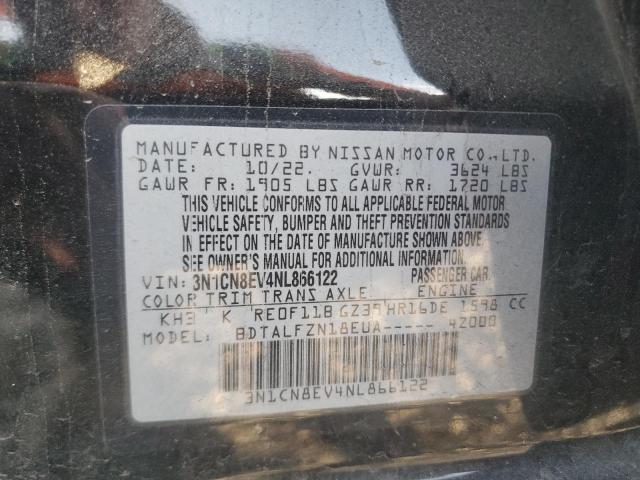 MANUFACTURED BY NISSAN MOTOR CO.,LTD.
DATE: 10/22. GVWR: 3624 LBS
GAWR FR: 1905 LBS GAWR RR: 1720 LBS
THIS VEHICLE CONFORMS TO ALL APPLICABLE FEDERAL MOTOR
VEHICLE SAFETY, BUMPER AND THEFT PREVENTION STANDARDS
IN EFFECT ON THE DATE OF MANUFACTURE SHOWN ABOVE.
SEE OWNER'S MANUAL FOR ADDITIONAL INFORMATION.
VIN: 3N1CN8EV4NL866122 PASSENGER CAR
COLOR TRIM TRANS AXLE ENGINE
KH3 K RE0F11B GZ39 HR16DE 1598 CC
MODEL: BDTALFZN18EUA----- 42000
3N1CN8EV4NL866122